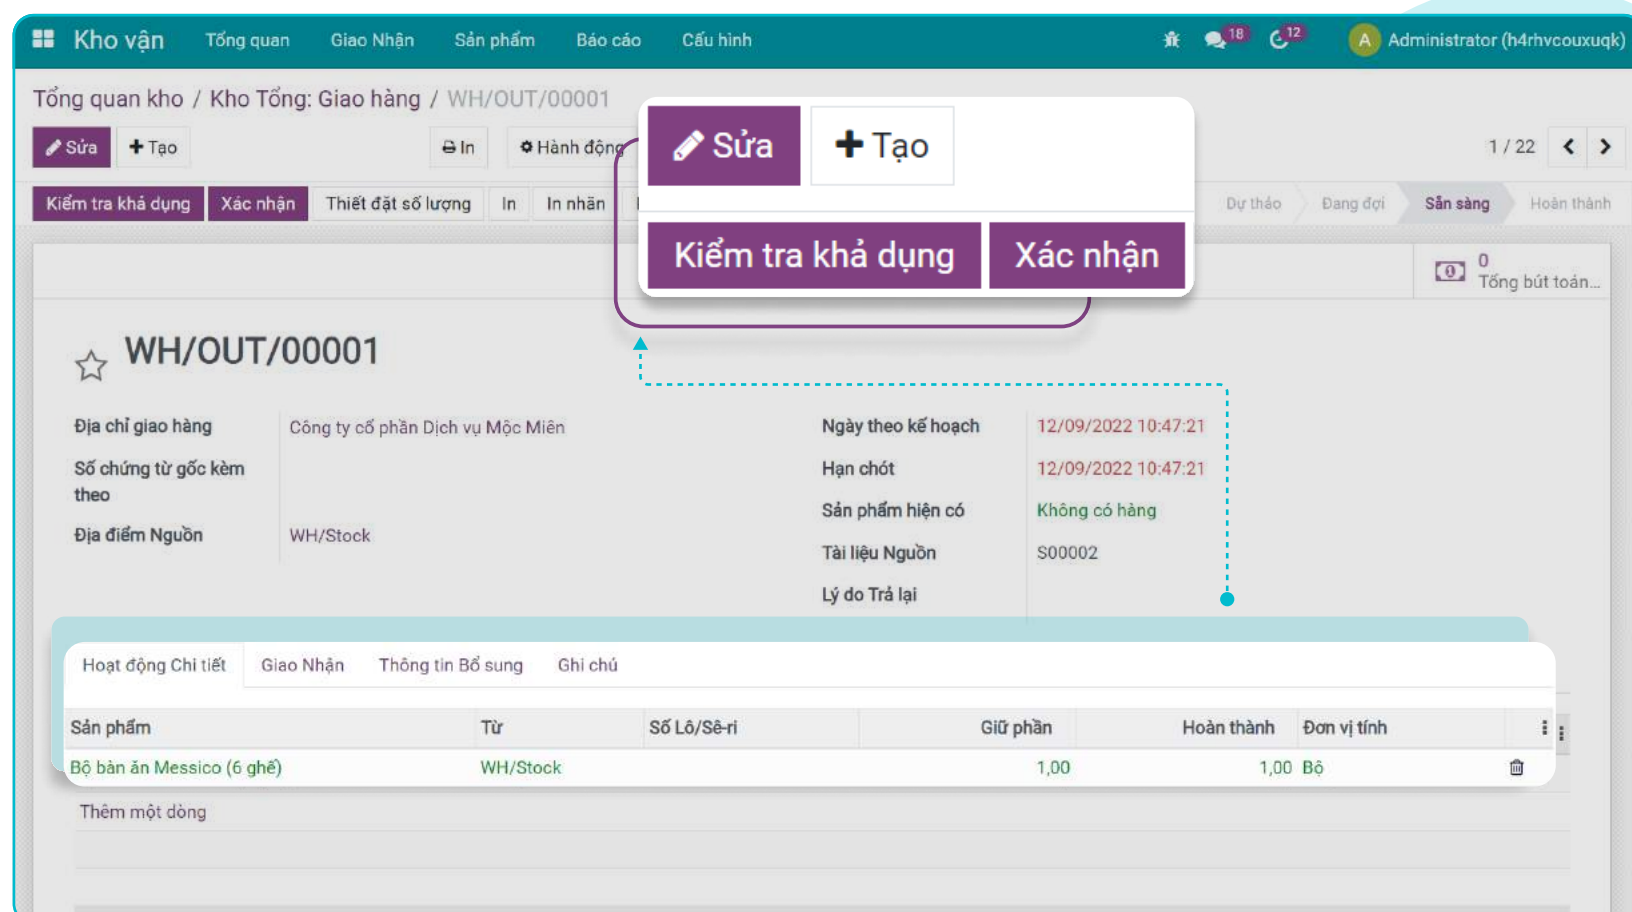 Kho vận Tổng quan Giao Nhận Sản phẩm Báo cáo Cấu hình 18 12 A Administrator (h4rhvcouxuqk)
Tổng quan kho / Kho Tổng: Giao hàng / WH/OUT/00001
Sửa Tạo In Hành động 1 / 22
Sửa Tạo
Kiểm tra khả dụng Xác nhận Thiết đặt số lượng In In nhãn Dự thảo Đang đợi Sẵn sàng Hoàn thành
Kiểm tra khả dụng Xác nhận
0
Tổng bút toán...
WH/OUT/00001
Địa chỉ giao hàng Công ty cổ phần Dịch vụ Mộc Miên Ngày theo kế hoạch 12/09/2022 10:47:21
Số chứng từ gốc kèm theo Hạn chót 12/09/2022 10:47:21
Sản phẩm hiện có Không có hàng
Địa điểm Nguồn WH/Stock Tài liệu Nguồn S00002
Lý do Trả lại
Hoạt động Chi tiết Giao Nhận Thông tin Bổ sung Ghi chú
Sản phẩm Từ Số Lô/Sê-ri Giữ phần Hoàn thành Đơn vị tính
Bộ bàn ăn Messico (6 ghế) WH/Stock 1,00 1,00 Bộ
Thêm một dòng